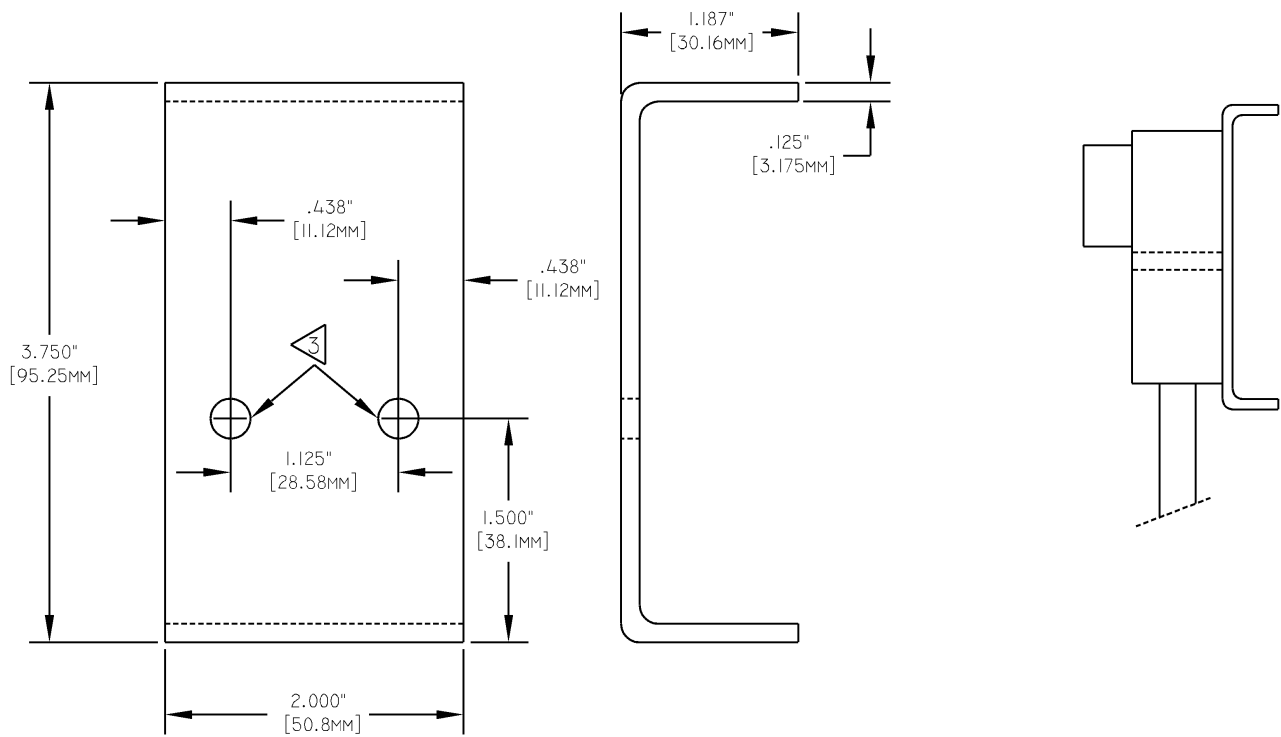 1.187"
[30.16MM]
.125"
[3.175MM]
.438"
[11.12MM]
.438"
[11.12MM]
3
3.750"
[95.25MM]
1.125"
[28.58MM]
1.500"
[38.1MM]
2.000"
[50.8MM]